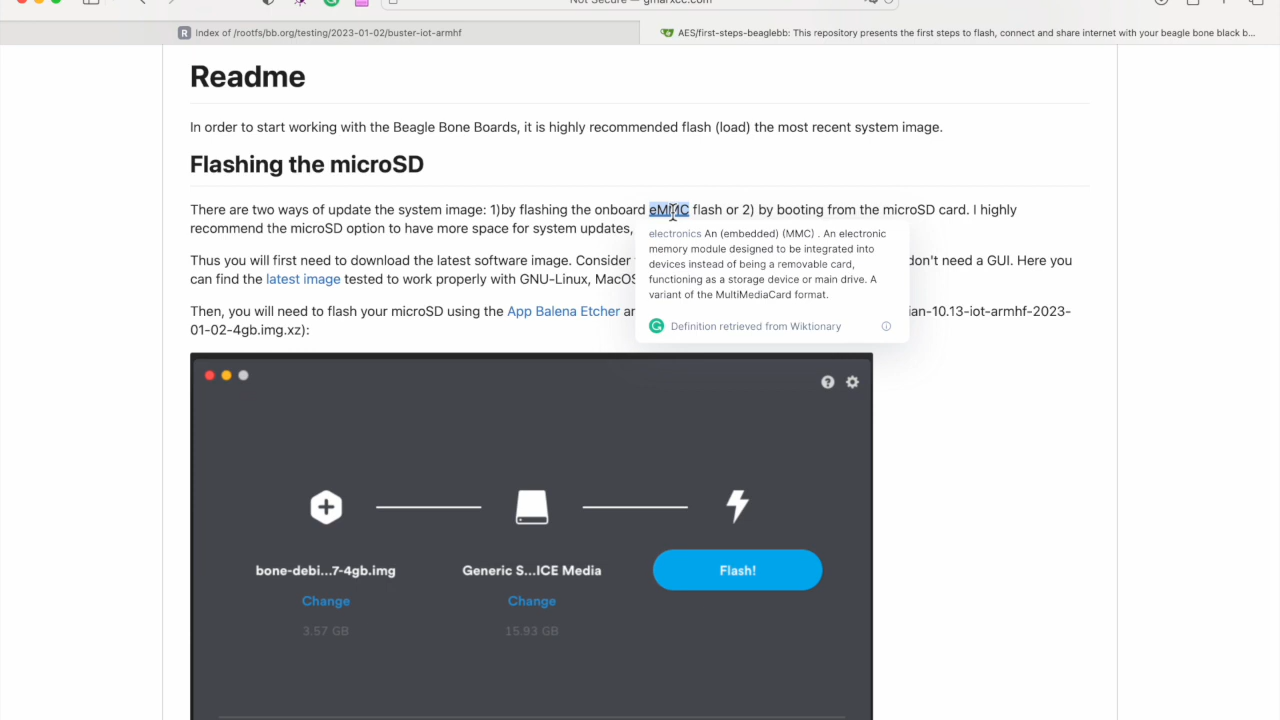 Not Secure — gmarxcc.com
Index of /rootfs/bb.org/testing/2023-01-02/buster-iot-armhf
AES/first-steps-beaglebb: This repository presents the first steps to flash, connect and share internet with your beagle bone black b...
Readme
In order to start working with the Beagle Bone Boards, it is highly recommended flash (load) the most recent system image.
Flashing the microSD
There are two ways of update the system image: 1)by flashing the onboard eMMC flash or 2) by booting from the microSD card. I highly
recommend the microSD option to have more space for system updates,
electronics An (embedded) (MMC) . An electronic
memory module designed to be integrated into
devices instead of being a removable card,
functioning as a storage device or main drive. A
variant of the MultiMediaCard format.
Definition retrieved from Wiktionary
Thus you will first need to download the latest software image. Consider don't need a GUI. Here you
can find the latest image tested to work properly with GNU-Linux, MacOS
Then, you will need to flash your microSD using the App Balena Etcher an ian-10.13-iot-armhf-2023-
01-02-4gb.img.xz):
bone-debi...7-4gb.img
Generic S...ICE Media
Flash!
Change
Change
3.57 GB
15.93 GB